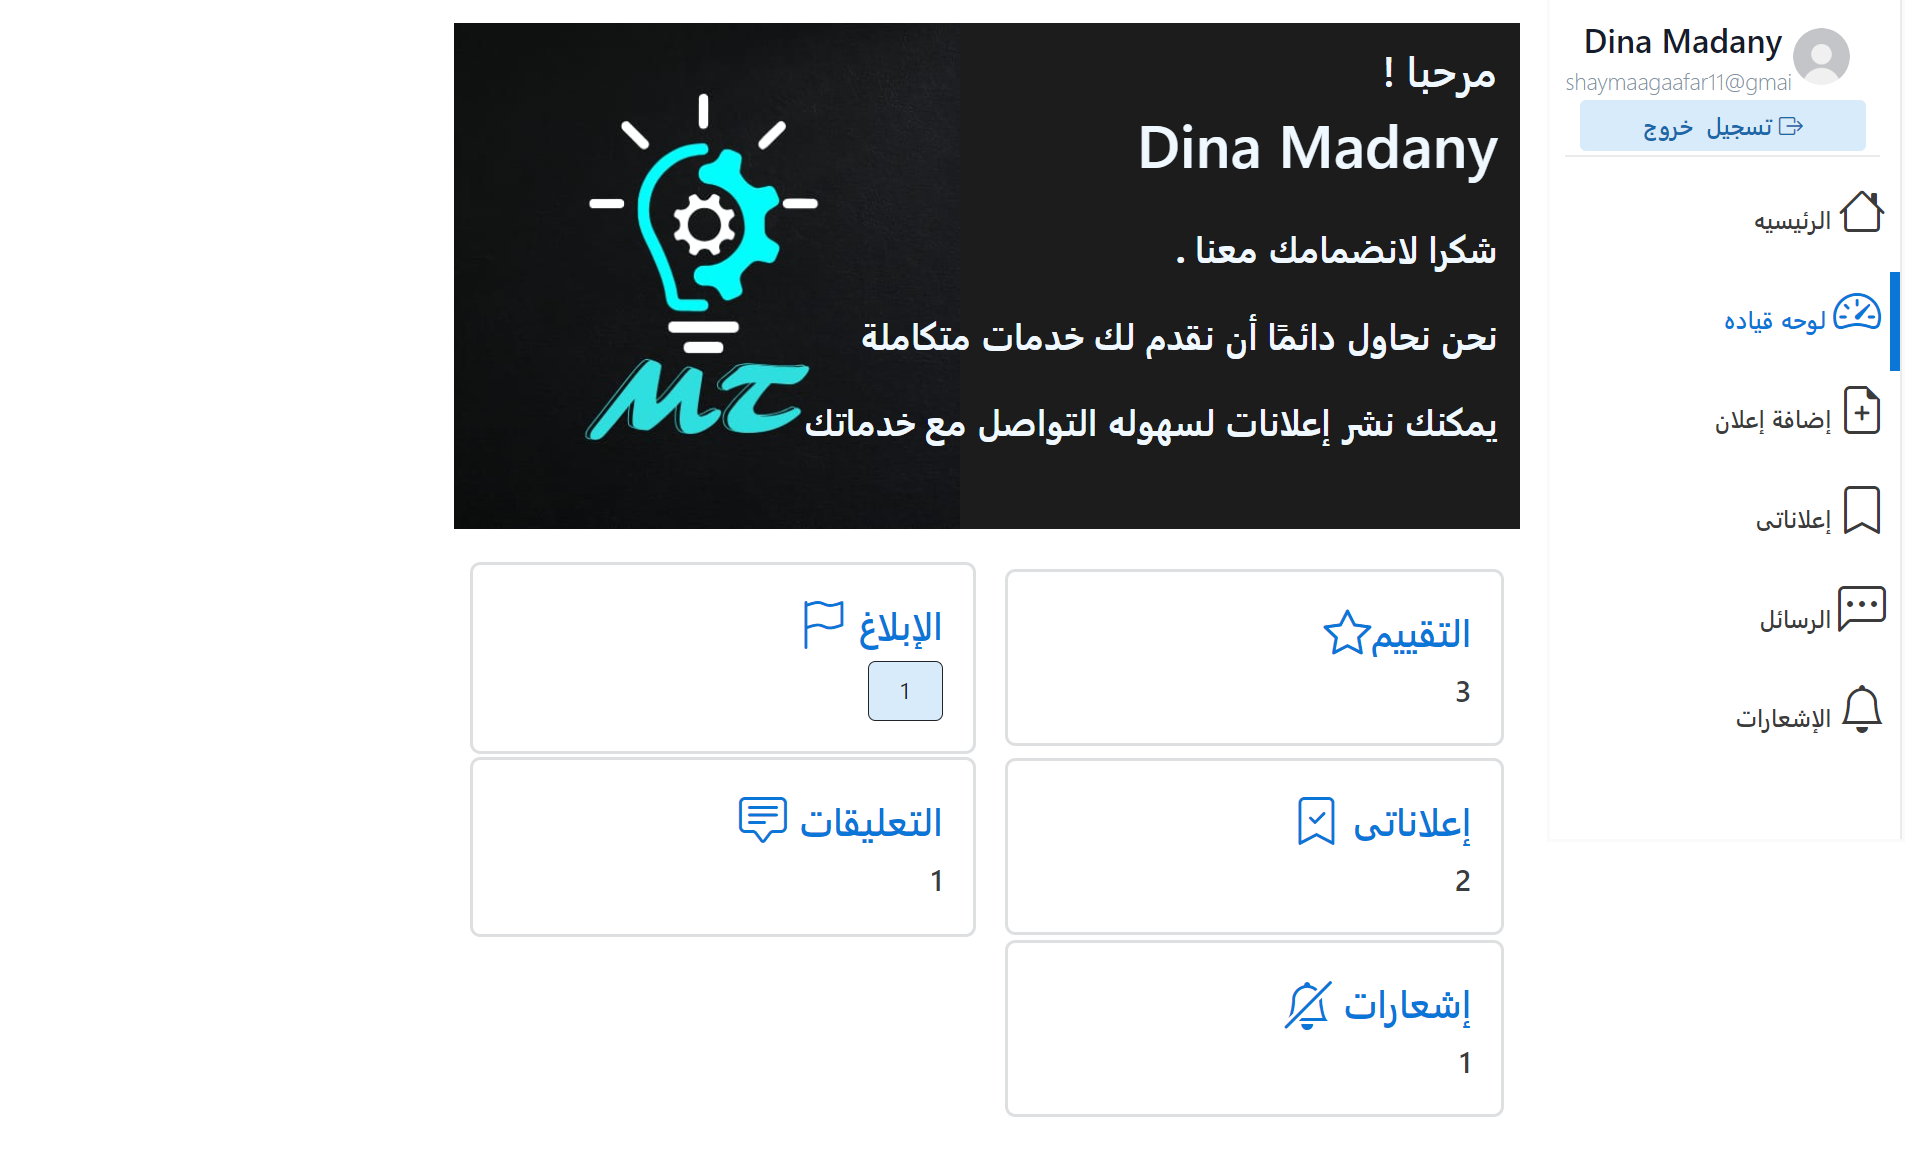 Dina Madany
shaymaagaafar11@gmai
تسجيل خروج
الرئيسيه
لوحه قياده
إضافة إعلان
إعلاناتى
الرسائل
الإشعارات
مرحبا !
Dina Madany
شكرا لانضمامك معنا .
نحن نحاول دائمًا أن نقدم لك خدمات متكاملة
يمكنك نشر إعلانات لسهوله التواصل مع خدماتك
MT
التقييم
3
الإبلاغ
1
إعلاناتى
2
التعليقات
1
إشعارات
1